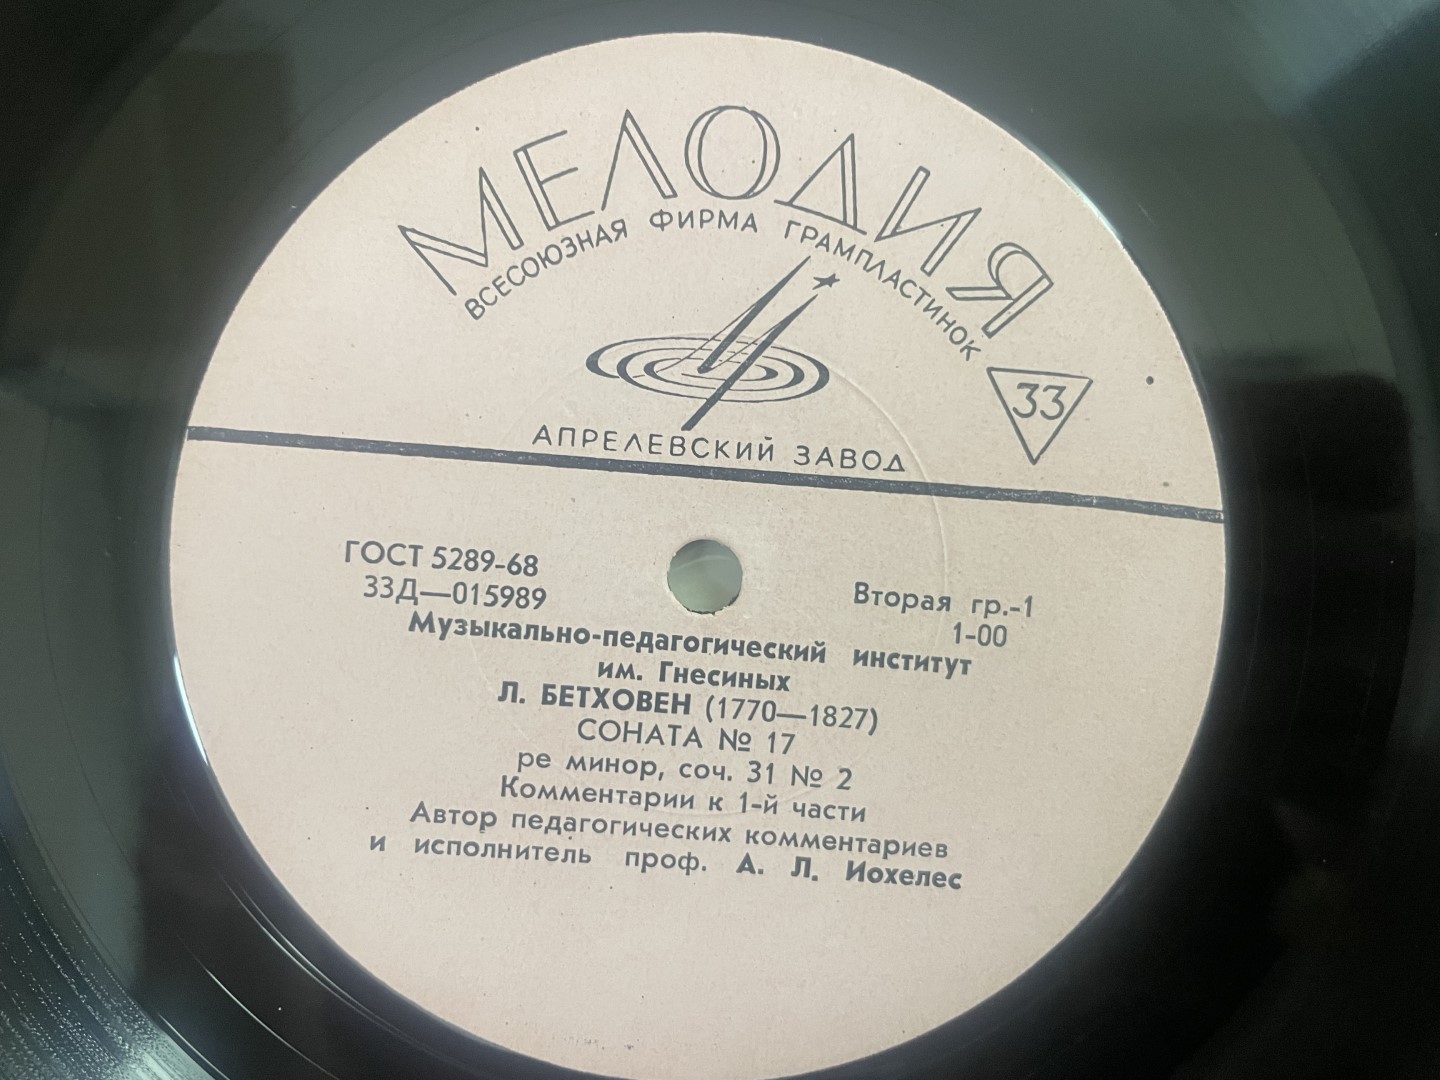 МЕЛОДИЯ
ВСЕСОЮЗНАЯ ФИРМА ГРАМПЛАСТИНОК
33
АПРЕЛЕВСКИЙ ЗАВОД
ГОСТ 5289-68
33Д—015989
Вторая гр.-1
1-00
Музыкально-педагогический институт
им. Гнесиных
Л. БЕТХОВЕН (1770—1827)
СОНАТА № 17
ре минор, соч. 31 № 2
Комментарии к 1-й части
Автор педагогических комментариев
и исполнитель проф. А. Л. Иохелес